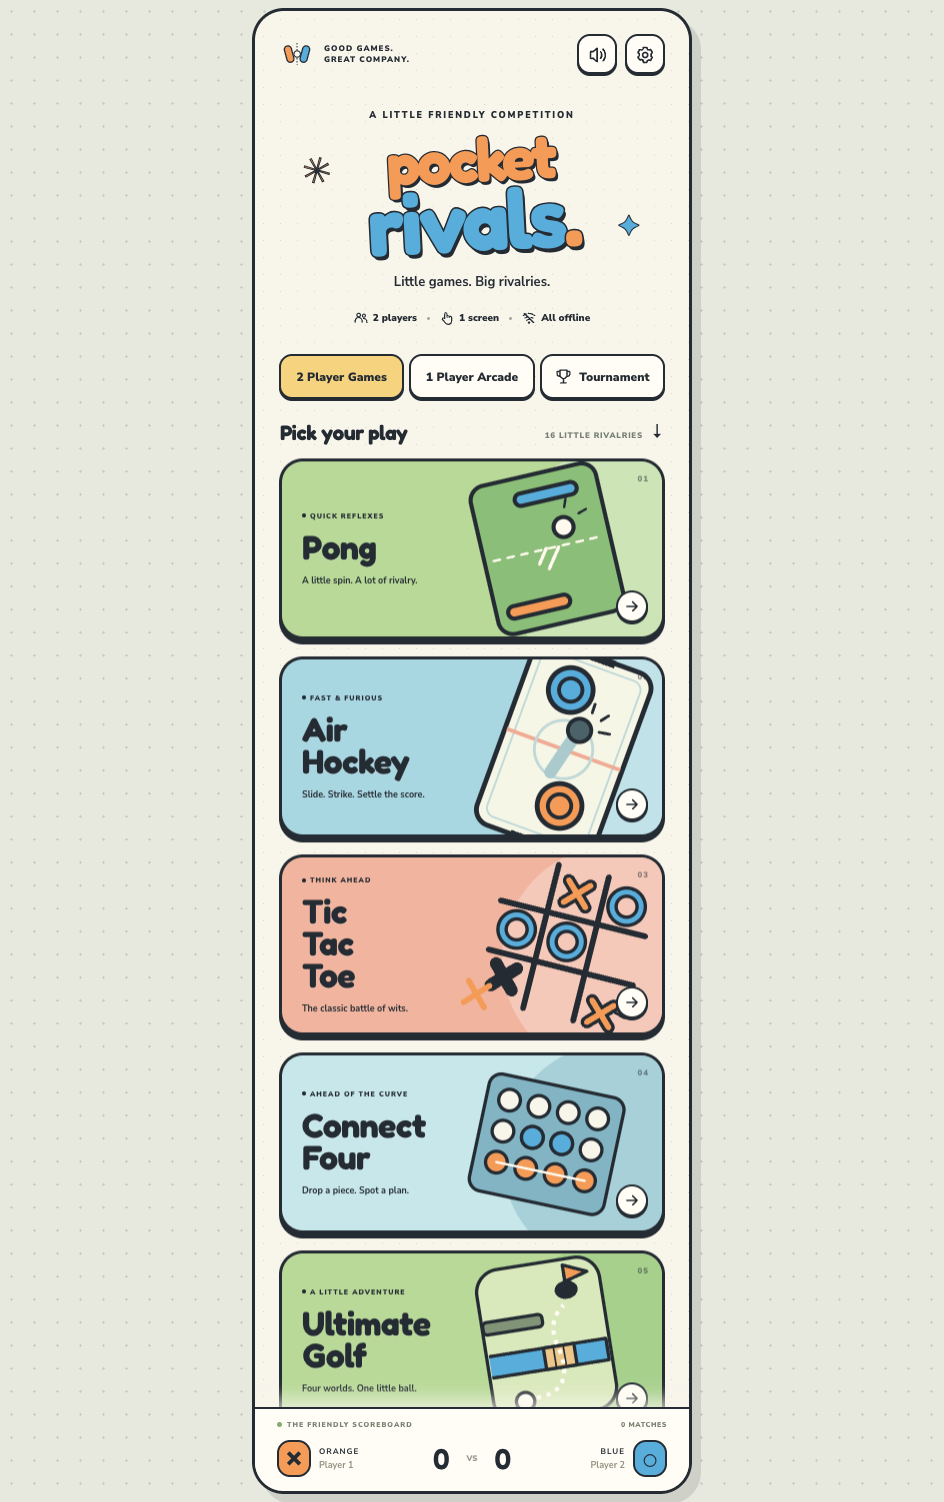 GOOD GAMES.
GREAT COMPANY.
A LITTLE FRIENDLY COMPETITION
pocket
rivals.
Little games. Big rivalries.
2 players • 1 screen • All offline
2 Player Games
1 Player Arcade
Tournament
Pick your play
16 LITTLE RIVALRIES ↓
01
QUICK REFLEXES
Pong
A little spin. A lot of rivalry.
FAST & FURIOUS
Air
Hockey
Slide. Strike. Settle the score.
03
THINK AHEAD
Tic
Tac
Toe
The classic battle of wits.
04
AHEAD OF THE CURVE
Connect
Four
Drop a piece. Spot a plan.
05
A LITTLE ADVENTURE
Ultimate
Golf
Four worlds. One little ball.
THE FRIENDLY SCOREBOARD
0 MATCHES
ORANGE
Player 1
0 VS 0
BLUE
Player 2